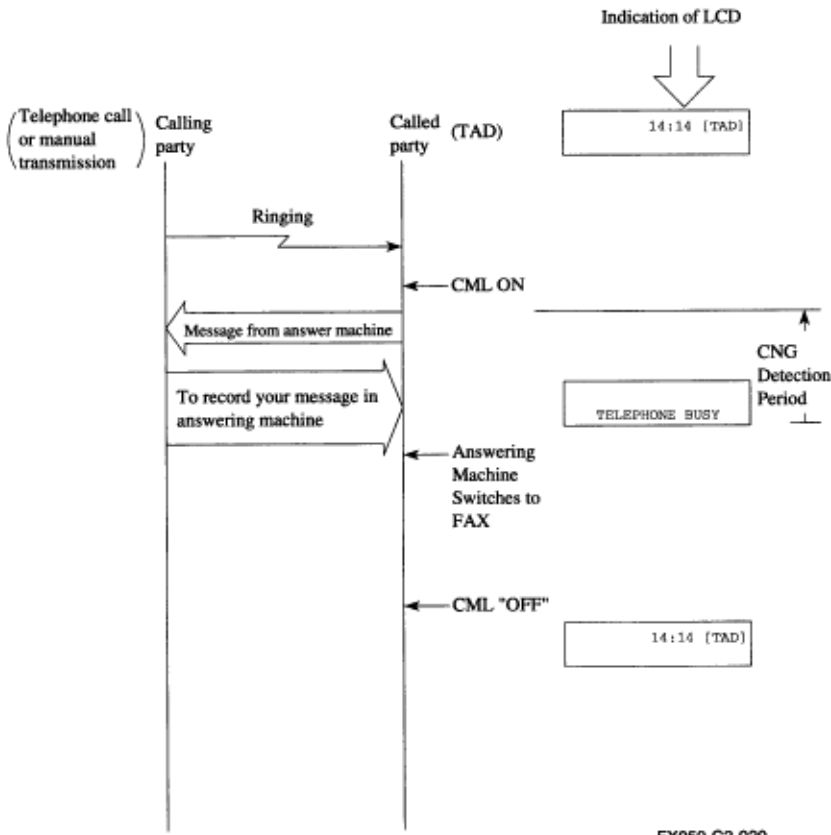 Indication of LCD
(Telephone call
or manual
transmission)
Calling
party
Called
party
(TAD)
14:14 [TAD]
Ringing
CML ON
Message from answer machine
CNG
Detection
Period
To record your message in
answering machine
TELEPHONE BUSY
Answering
Machine
Switches to
FAX
CML "OFF"
14:14 [TAD]